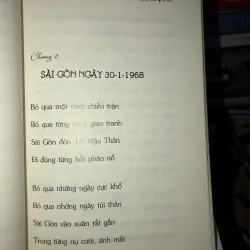 Chương 2
SÀI GÒN NGÀY 30-1-1968
Bỏ qua một năm chiến trận
Bỏ qua từng giao tranh
Sài Gòn đón Lễ Mậu Thân
Đì đùng từng hồi pháo nổ
Bỏ qua những ngày cực khổ
Bỏ qua những ngày tủi thân
Sài Gòn vào xuân rất gần
Trong từng nụ cười, ánh mắt